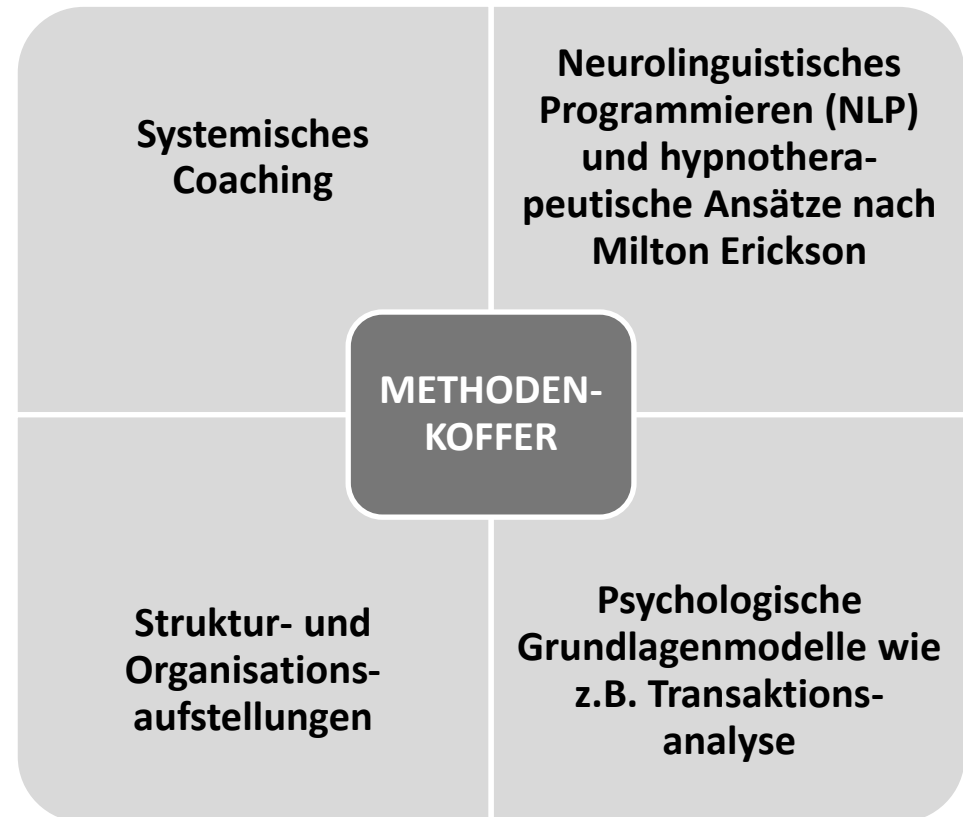 Systemisches
Coaching
Neurolinguistisches
Programmieren (NLP)
und hypnothera-
peutische Ansätze nach
Milton Erickson
METHODEN-
KOFFER
Struktur- und
Organisations-
aufstellungen
Psychologische
Grundlagenmodelle wie
z.B. Transaktions-
analyse